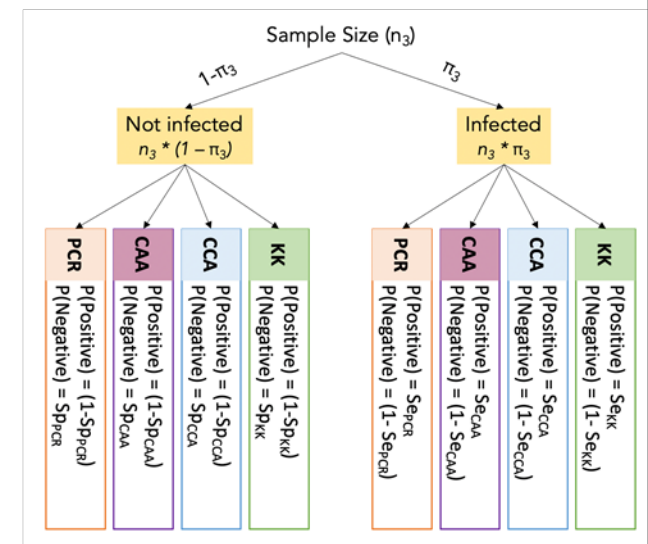 Sample Size (n₃)
1-π₃
π₃
Not infected
n₃ * (1 – π₃)
Infected
n₃ * π₃
PCR
P(Positive) = (1-Sp_PCR)
P(Negative) = Sp_PCR
CAA
P(Positive) = (1-Sp_CAA)
P(Negative) = Sp_CAA
CCA
P(Positive) = (1-Sp_CCA)
P(Negative) = Sp_CCA
KK
P(Positive) = (1-Sp_KK)
P(Negative) = Sp_KK
PCR
P(Positive) = Se_PCR
P(Negative) = (1- Se_PCR)
CAA
P(Positive) = Se_CAA
P(Negative) = (1- Se_CAA)
CCA
P(Positive) = Se_CCA
P(Negative) = (1- Se_CCA)
KK
P(Positive) = Se_KK
P(Negative) = (1- Se_KK)